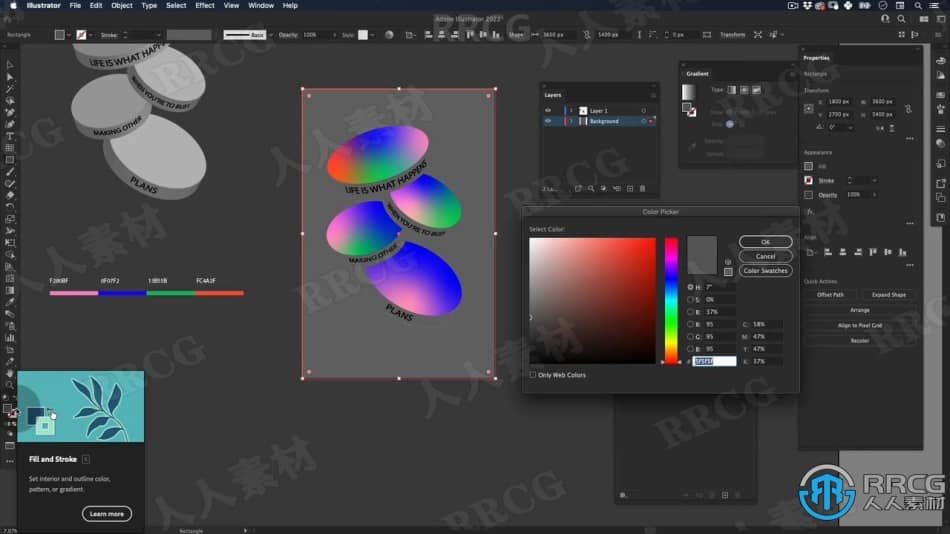 Illustrator File Edit Object Type Select Effect View Window Help
Adobe Illustrator 2022
Rectangle Stroke: Basic Opacity: 100% Style: Shape: 3600 px 5400 px 0 px Transform
LIFE IS WHAT HAPPENS
WHEN YOU'RE TO BUSY
MAKING OTHER
PLANS
LIFE IS WHAT HAPPENS
WHEN YOU'RE TO BUSY
MAKING OTHER
PLANS
F280BF 0F07F2 FC4A2F
Layers
Layer 1
Background
Gradient
Type:
Properties
Rectangle
Transform
X: 1800 px W: 3600 px
Y: 2700 px H: 5400 px
0°
Appearance
Fill
Stroke
Opacity 100%
Align
Quick Actions
Offset Path Expand Shape
Arrange
Align to Pixel Grid
Recolor
Color Picker
Select Color:
OK
Cancel
Color Swatches
H: 7°
S: 0%
B: 37%
R: 95 C: 58%
G: 95 M: 47%
B: 95 Y: 47%
# 5F5F5F K: 37%
Only Web Colors
Fill and Stroke
Set interior and outline color,
pattern, or gradient.
Learn more
Rectangle
RRCG
人人素材